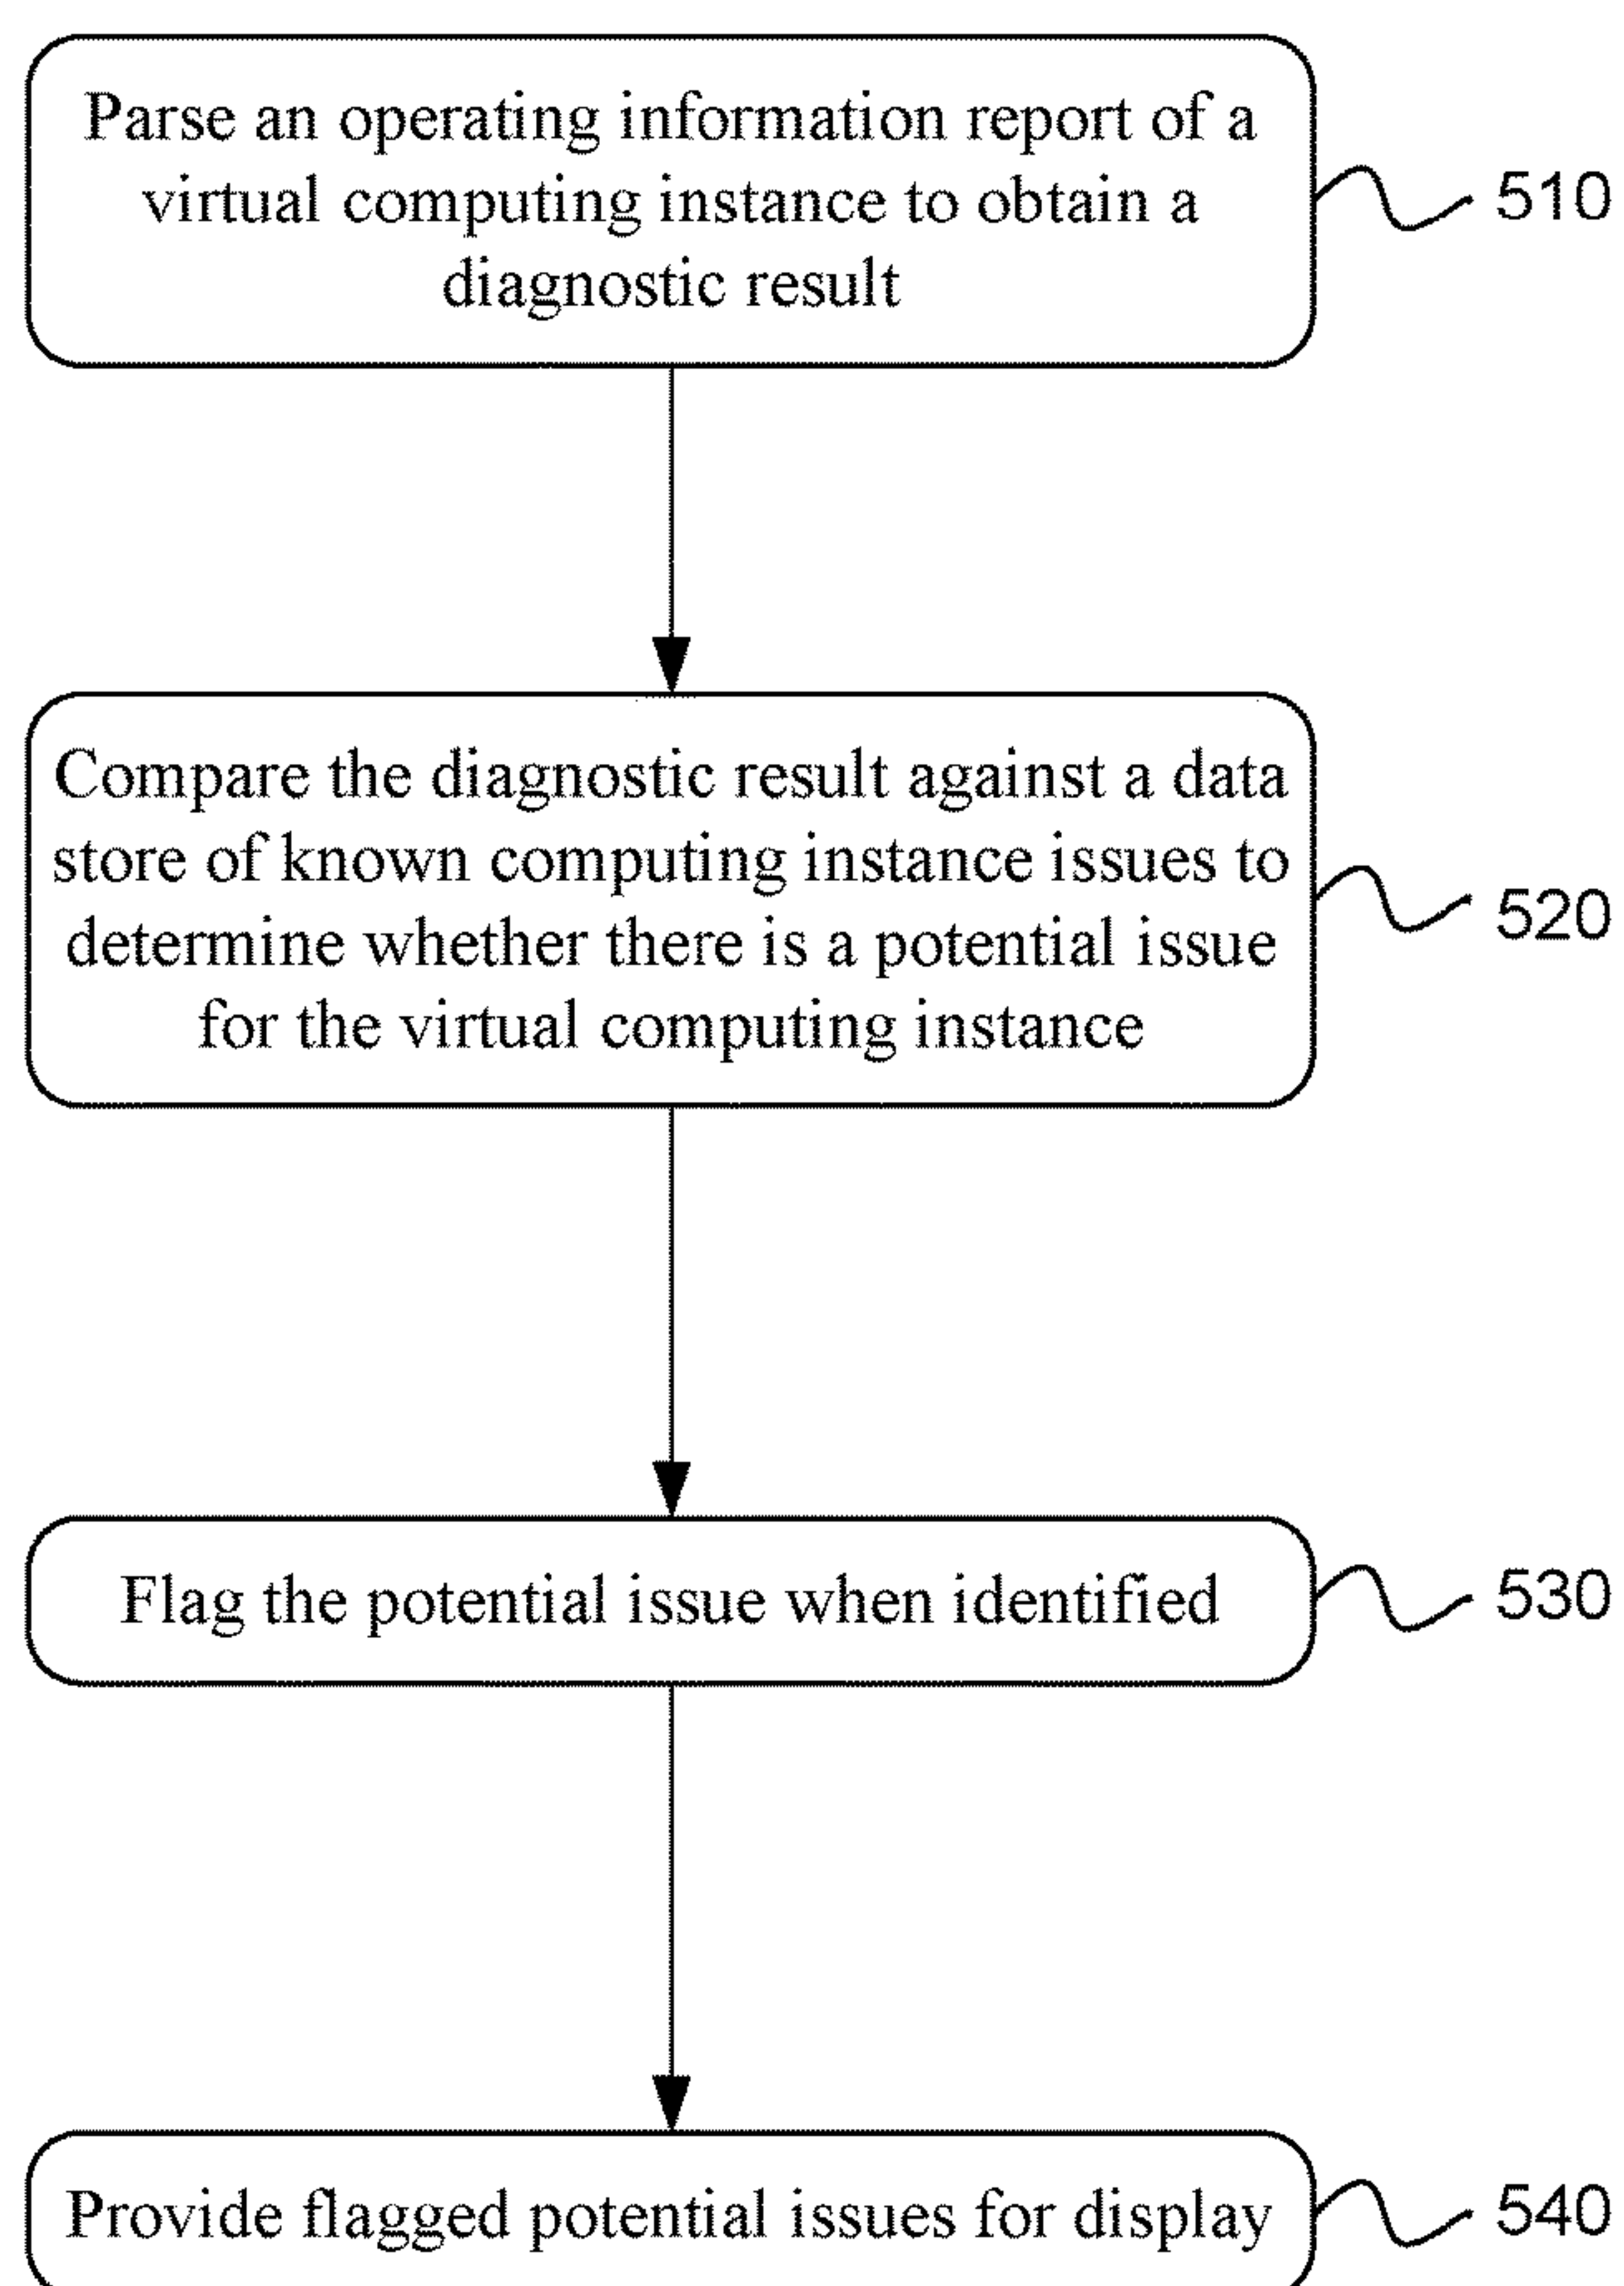 Parse an operating information report of a
virtual computing instance to obtain a
diagnostic result
510
Compare the diagnostic result against a data
store of known computing instance issues to
determine whether there is a potential issue
for the virtual computing instance
520
Flag the potential issue when identified
530
Provide flagged potential issues for display
540